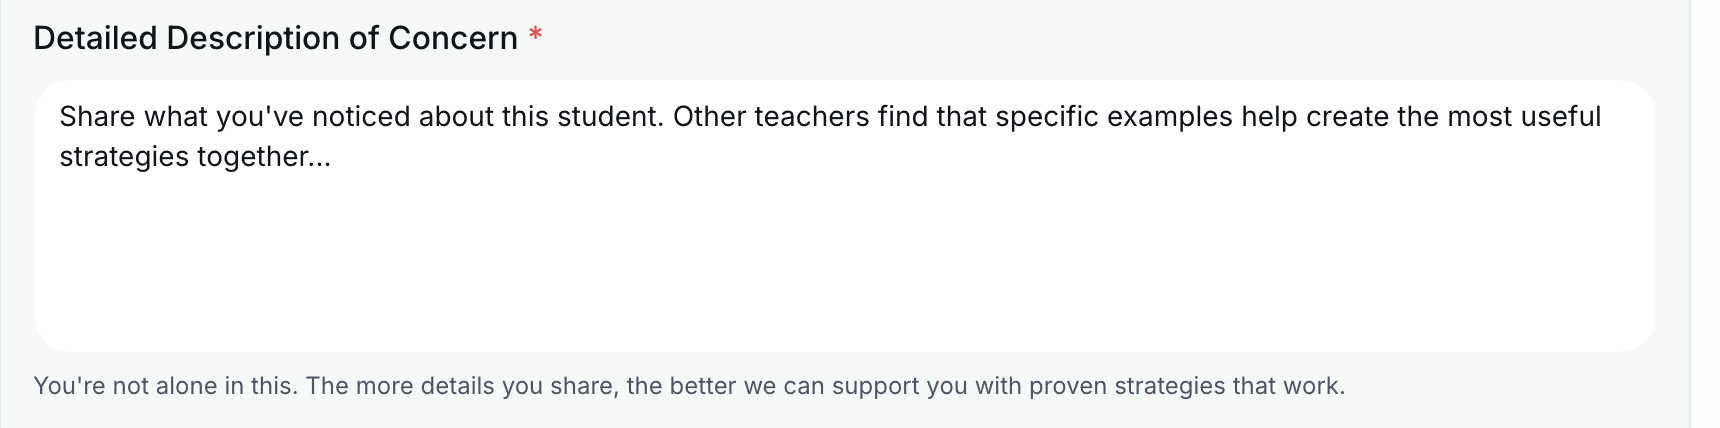 Detailed Description of Concern *
Share what you've noticed about this student. Other teachers find that specific examples help create the most useful
strategies together...
You're not alone in this. The more details you share, the better we can support you with proven strategies that work.